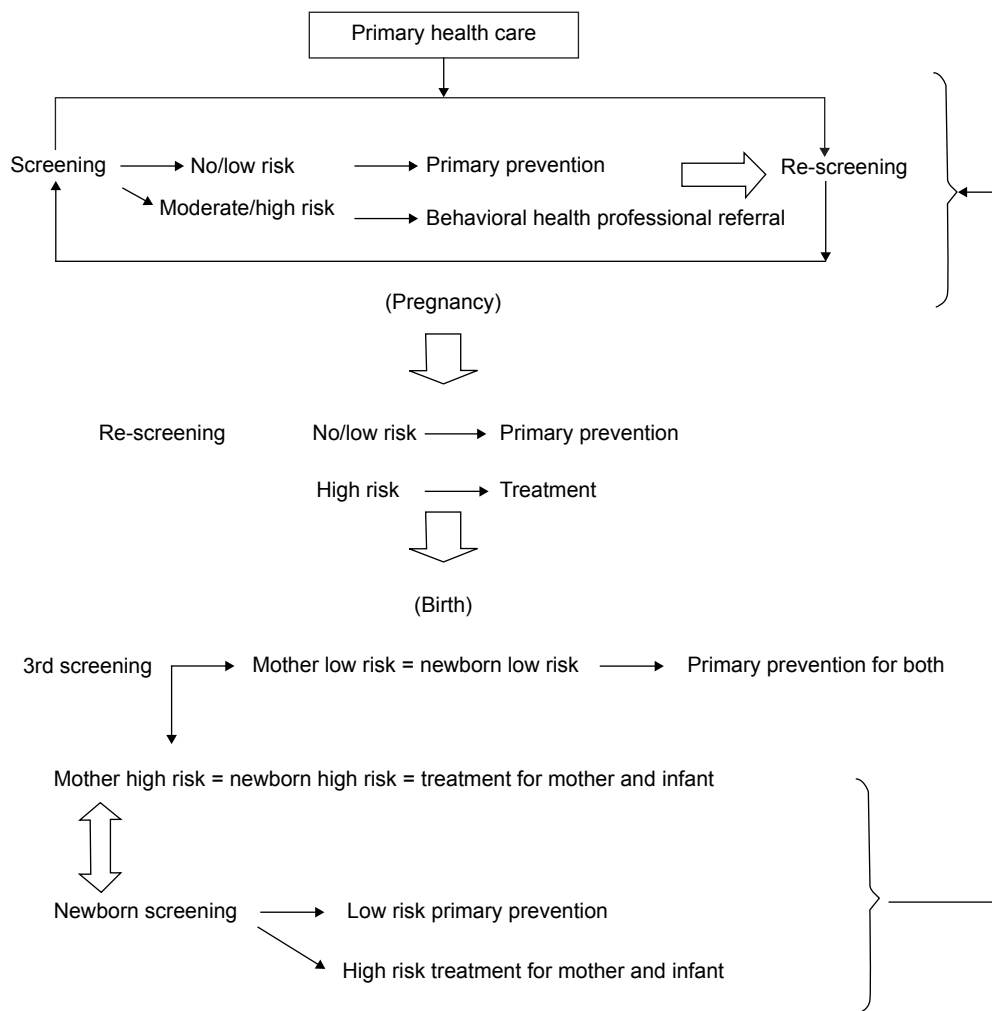 Primary health care
Screening No/low risk Primary prevention Re-screening
Moderate/high risk Behavioral health professional referral
(Pregnancy)
Re-screening No/low risk Primary prevention
High risk Treatment
(Birth)
3rd screening Mother low risk = newborn low risk Primary prevention for both
Mother high risk = newborn high risk = treatment for mother and infant
Newborn screening Low risk primary prevention
High risk treatment for mother and infant